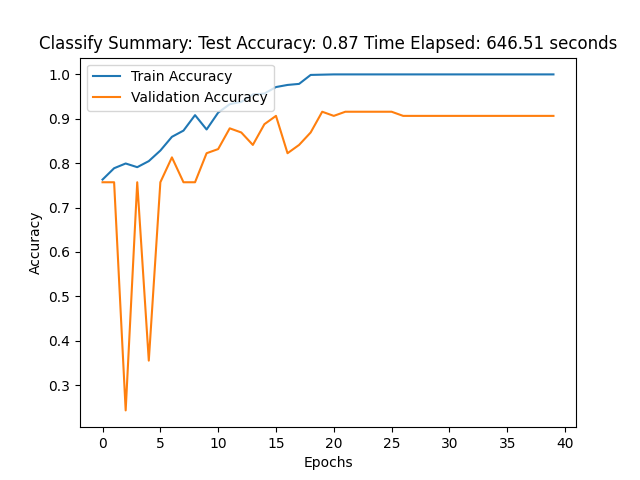 Classify Summary: Test Accuracy: 0.87 Time Elapsed: 646.51 seconds
Train Accuracy
Validation Accuracy
1.0
0.9
0.8
0.7
0.6
0.5
0.4
0.3
Accuracy
0 5 10 15 20 25 30 35 40
Epochs